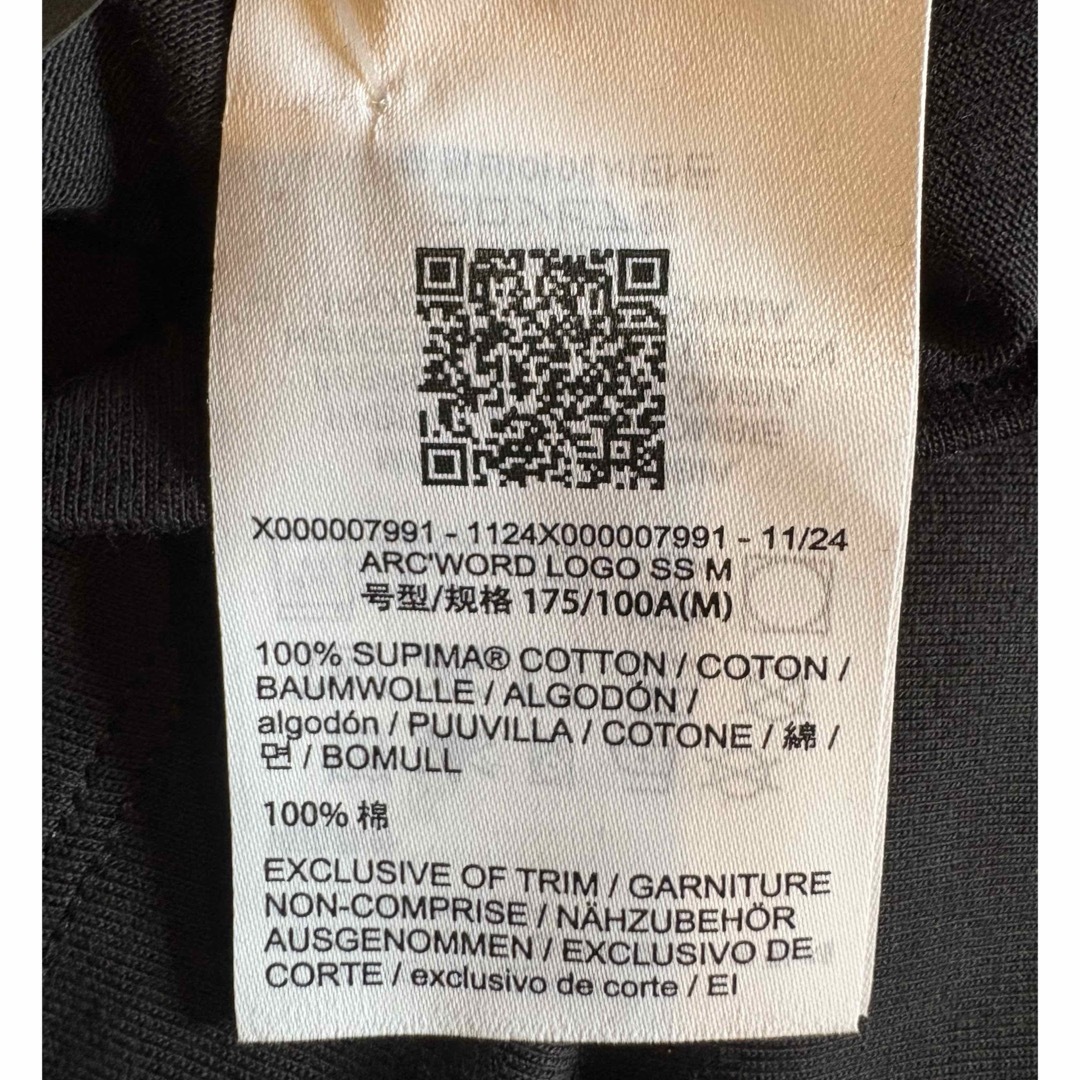 X000007991 - 1124X000007991 - 11/24
ARC'WORD LOGO SS M
号型/规格 175/100A(M)
100% SUPIMA® COTTON / COTON /
BAUMWOLLE / ALGODÓN /
algodón / PUUVILLA / COTONE / 綿 /
면 / BOMULL
100% 棉
EXCLUSIVE OF TRIM / GARNITURE
NON-COMPRISE / NÄHZUBEHÖR
AUSGENOMMEN / EXCLUSIVO DE
CORTE / exclusivo de corte / EI